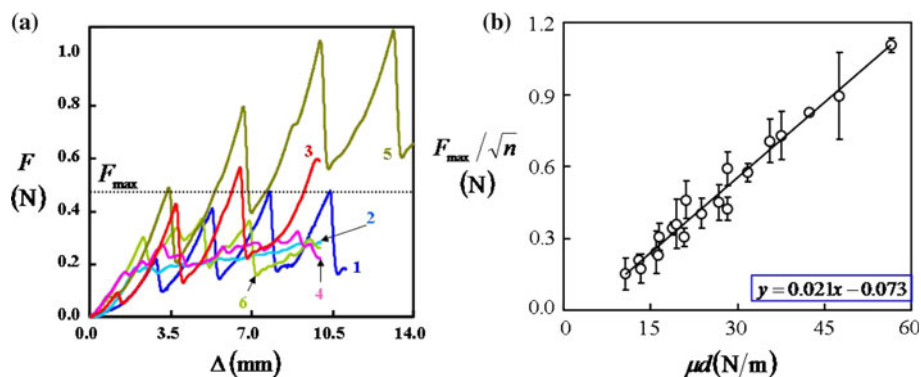 (a)
1.0
0.8
0.6
0.4
0.2
0.0
F
(N)
F_max
3
5
2
1
6
4
0.0 3.5 7.0 10.5 14.0
Δ(mm)
(b)
1.2
0.9
0.6
0.3
0.0
F_max/√n
(N)
y = 0.021x − 0.073
0 15 30 45 60
μd(N/m)